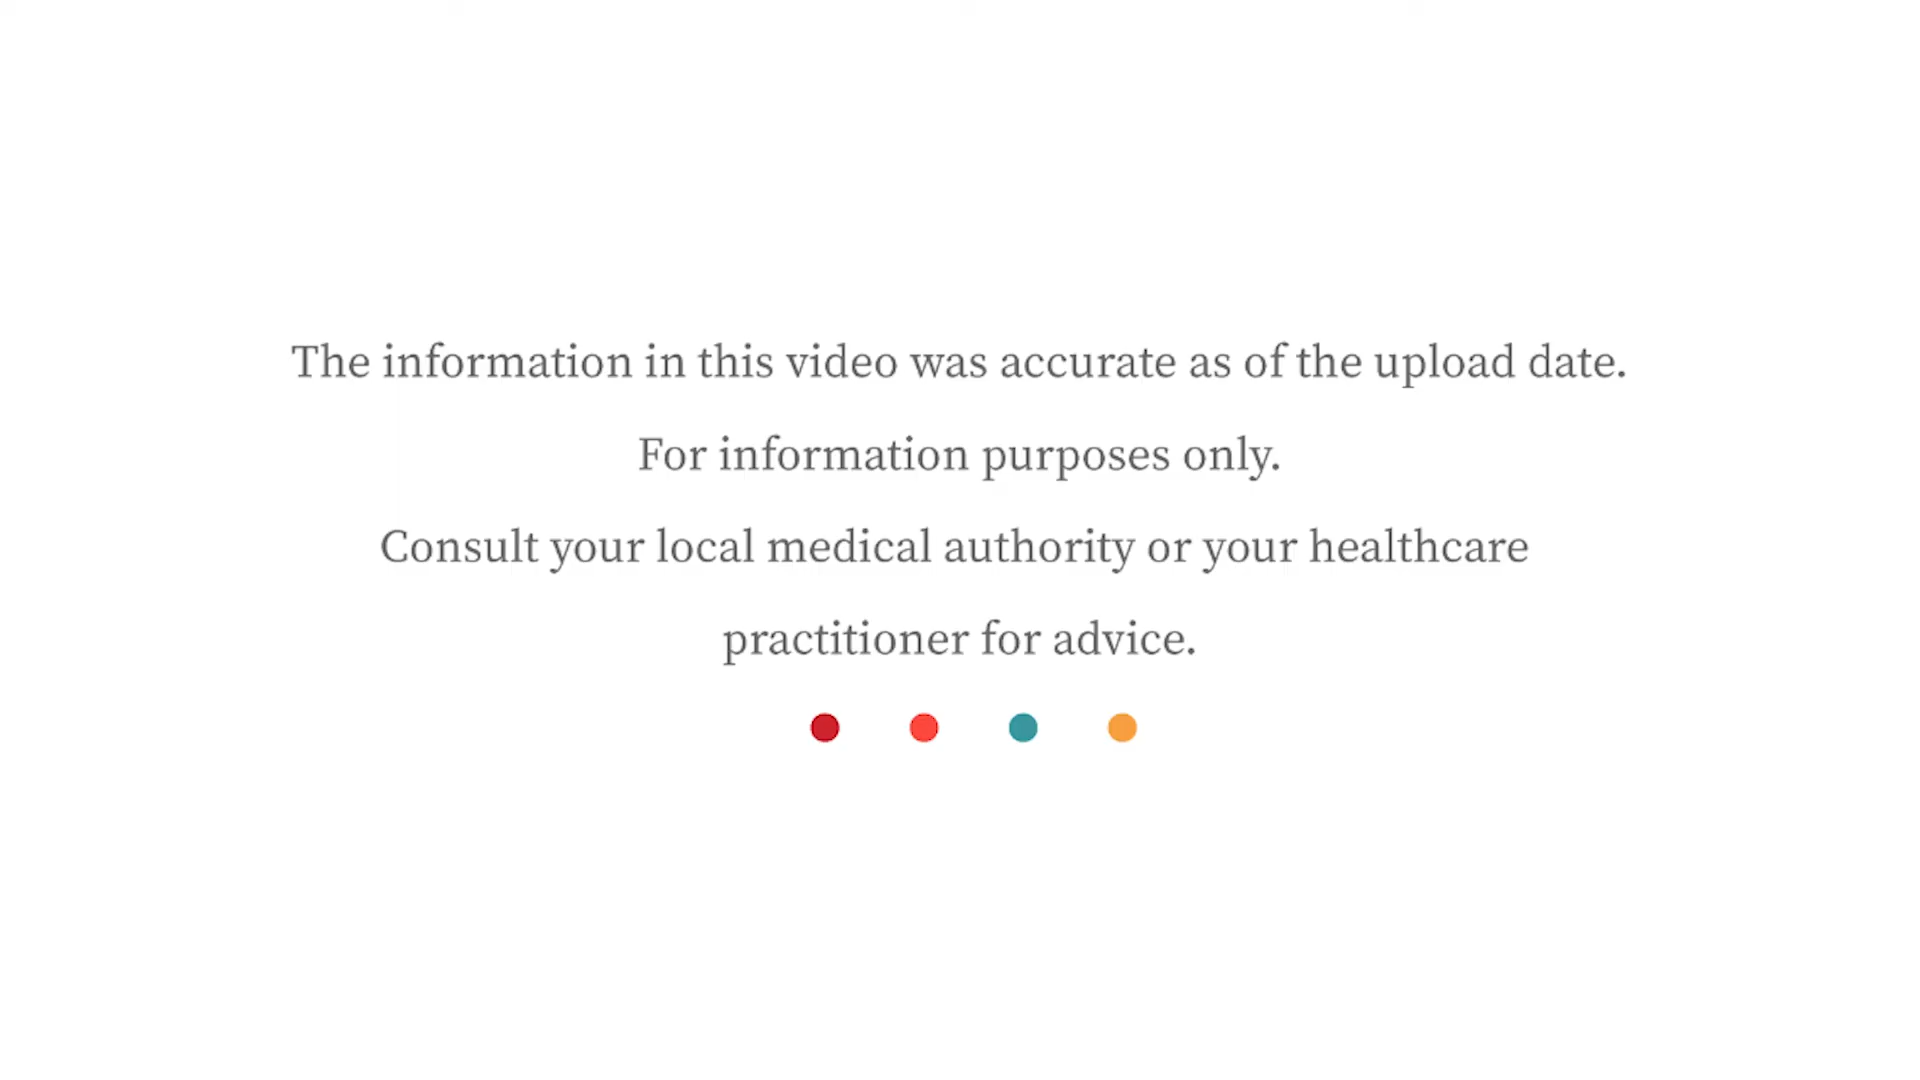 The information in this video was accurate as of the upload date.
For information purposes only.
Consult your local medical authority or your healthcare
practitioner for advice.